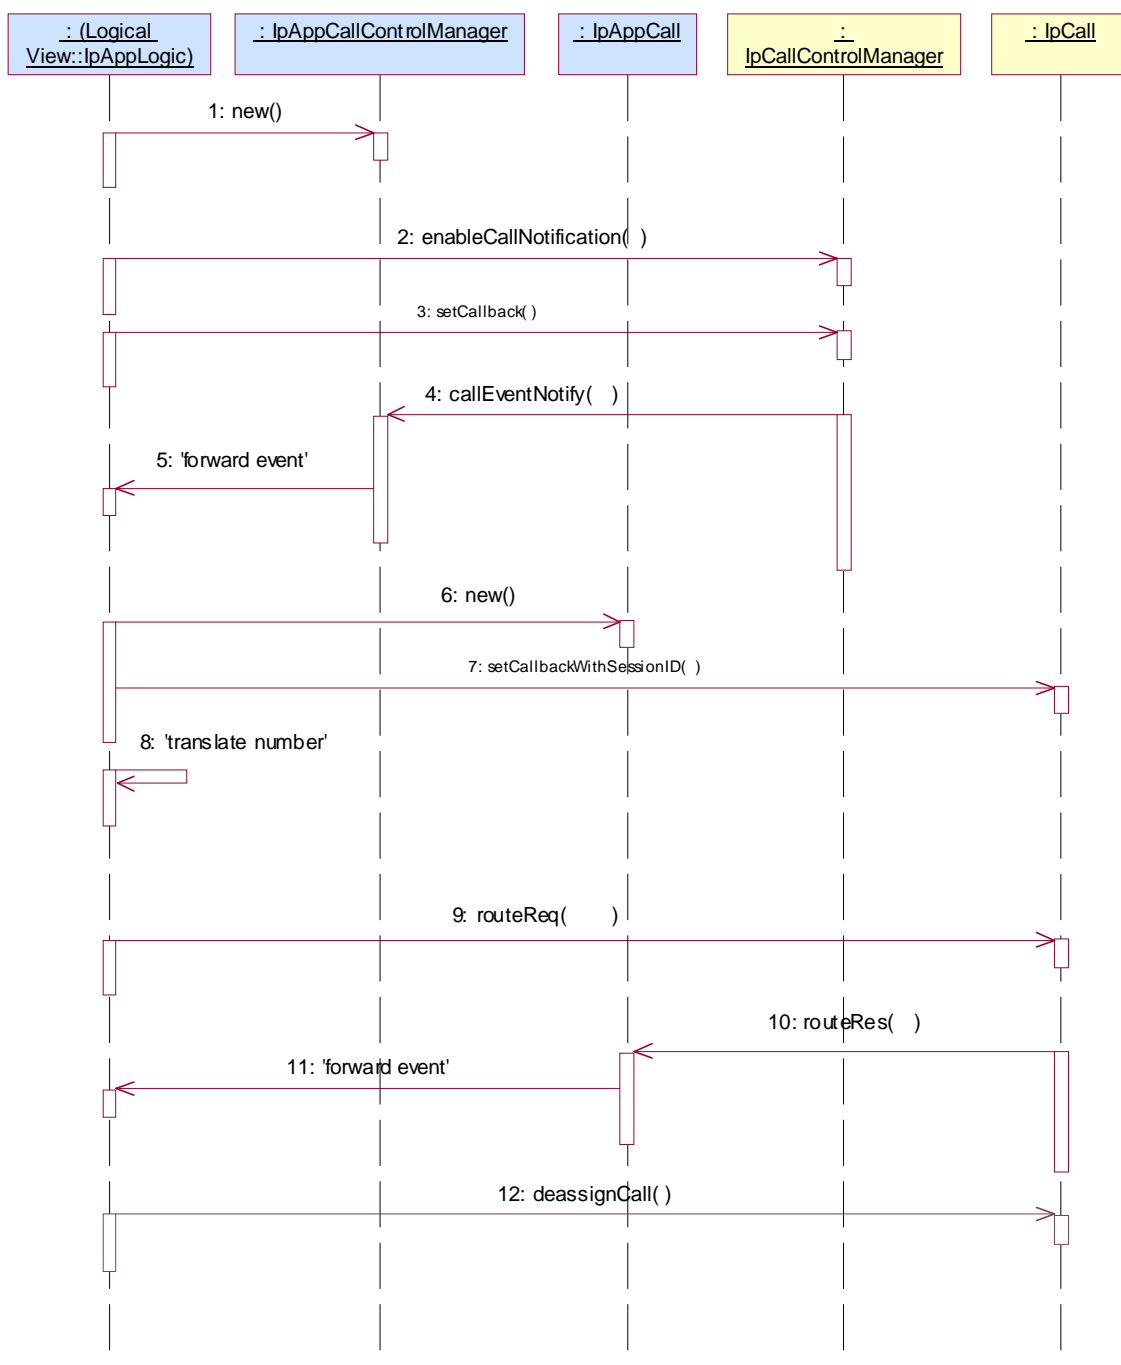 : (Logical
View::IpAppLogic)
: IpAppCallControlManager
: IpAppCall
:
IpCallControlManager
: IpCall
1: new()
2: enableCallNotification( )
3: setCallback( )
4: callEventNotify( )
5: 'forward event'
6: new()
7: setCallbackWithSessionID( )
8: 'translate number'
9: routeReq( )
10: routeRes( )
11: 'forward event'
12: deassignCall( )